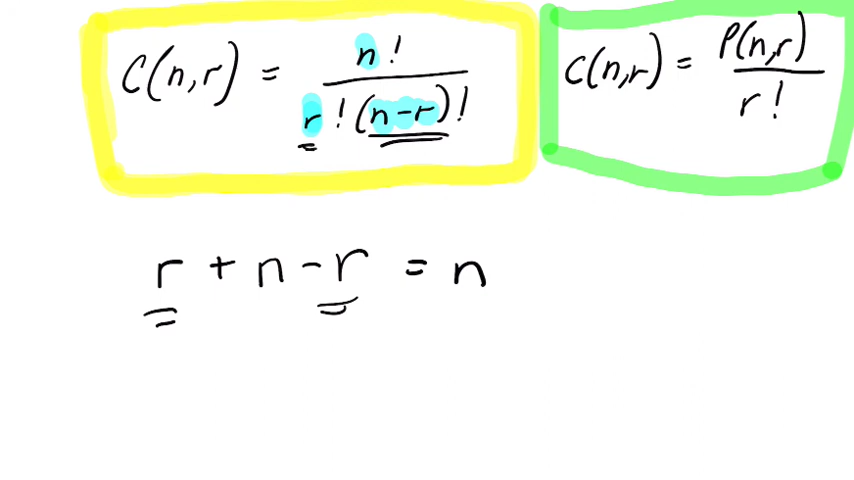 C(n,r) = n! / r!(n-r)!
C(n,r) = P(n,r) / r!
r + n - r = n